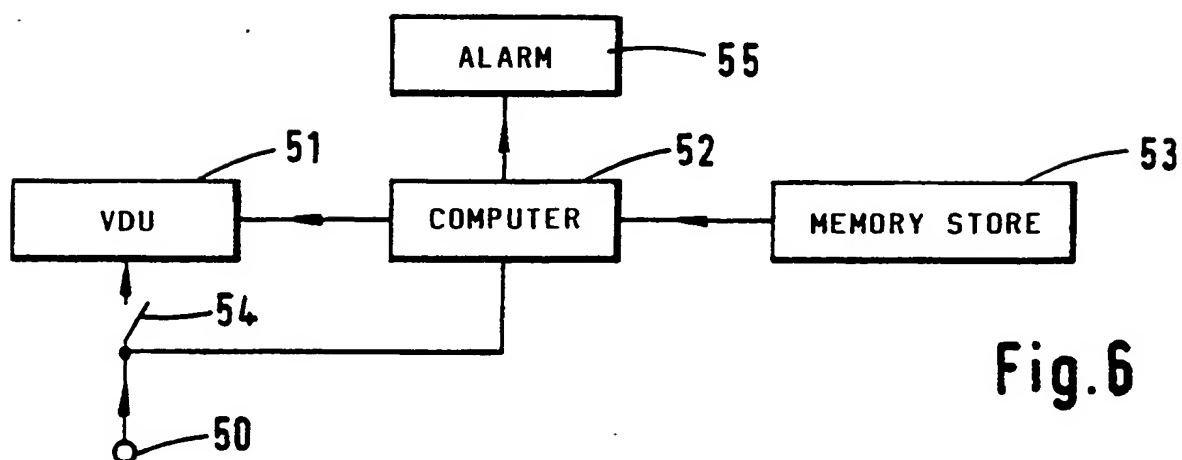 ALARM
55
51
52
53
VDU
COMPUTER
MEMORY STORE
54
Fig.6
50